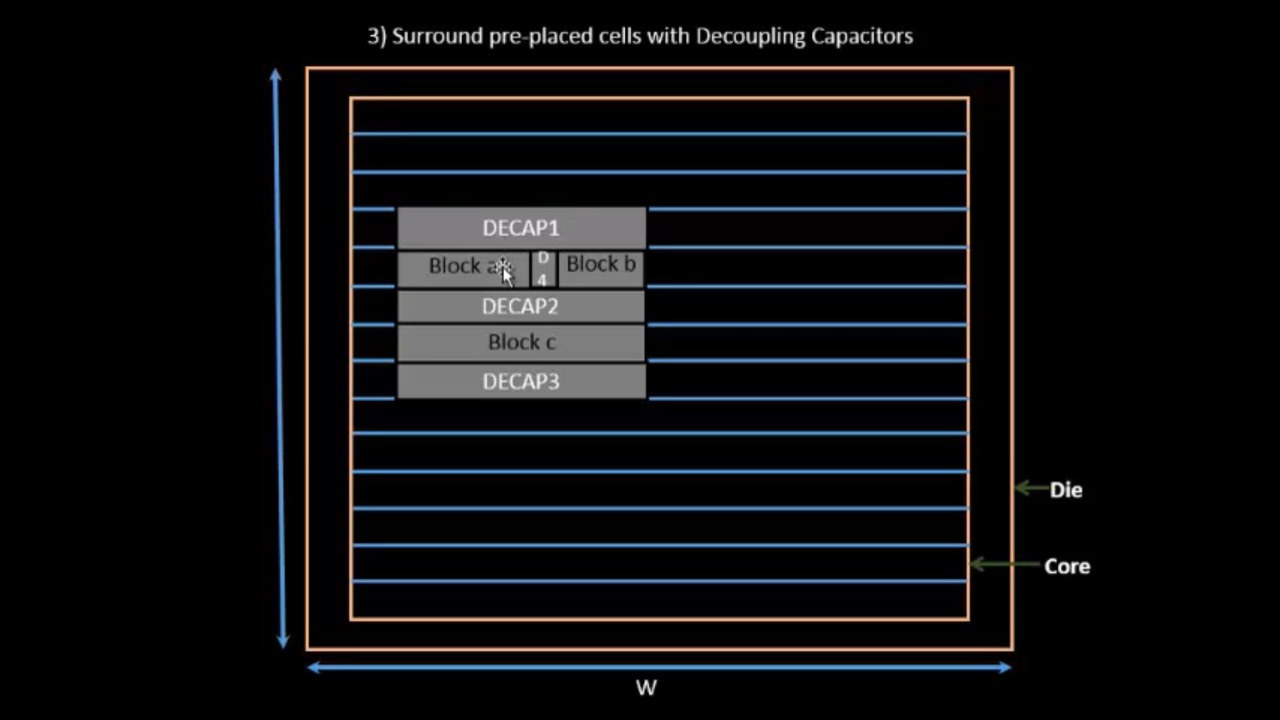 3) Surround pre-placed cells with Decoupling Capacitors
DECAP1
Block a
D
4
Block b
DECAP2
Block c
DECAP3
Die
Core
W